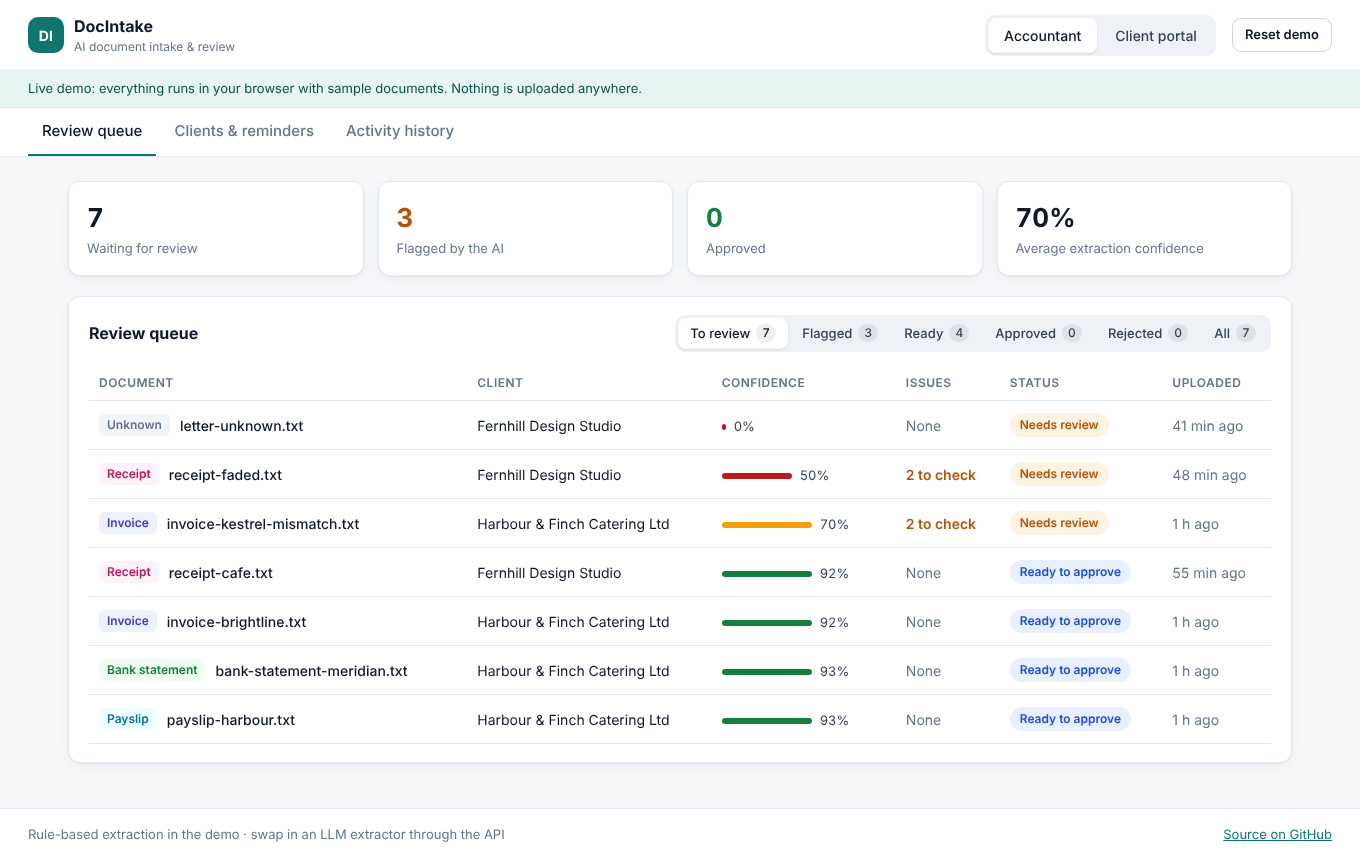 DI
DocIntake
AI document intake & review
Accountant
Client portal
Reset demo
Live demo: everything runs in your browser with sample documents. Nothing is uploaded anywhere.
Review queue
Clients & reminders
Activity history
7
Waiting for review
3
Flagged by the AI
0
Approved
70%
Average extraction confidence
Review queue
To review 7
Flagged 3
Ready 4
Approved 0
Rejected 0
All 7
DOCUMENT CLIENT CONFIDENCE ISSUES STATUS UPLOADED
Unknown letter-unknown.txt Fernhill Design Studio 0% None Needs review 41 min ago
Receipt receipt-faded.txt Fernhill Design Studio 50% 2 to check Needs review 48 min ago
Invoice invoice-kestrel-mismatch.txt Harbour & Finch Catering Ltd 70% 2 to check Needs review 1 h ago
Receipt receipt-cafe.txt Fernhill Design Studio 92% None Ready to approve 55 min ago
Invoice invoice-brightline.txt Harbour & Finch Catering Ltd 92% None Ready to approve 1 h ago
Bank statement bank-statement-meridian.txt Harbour & Finch Catering Ltd 93% None Ready to approve 1 h ago
Payslip payslip-harbour.txt Harbour & Finch Catering Ltd 93% None Ready to approve 1 h ago
Rule-based extraction in the demo · swap in an LLM extractor through the API
Source on GitHub